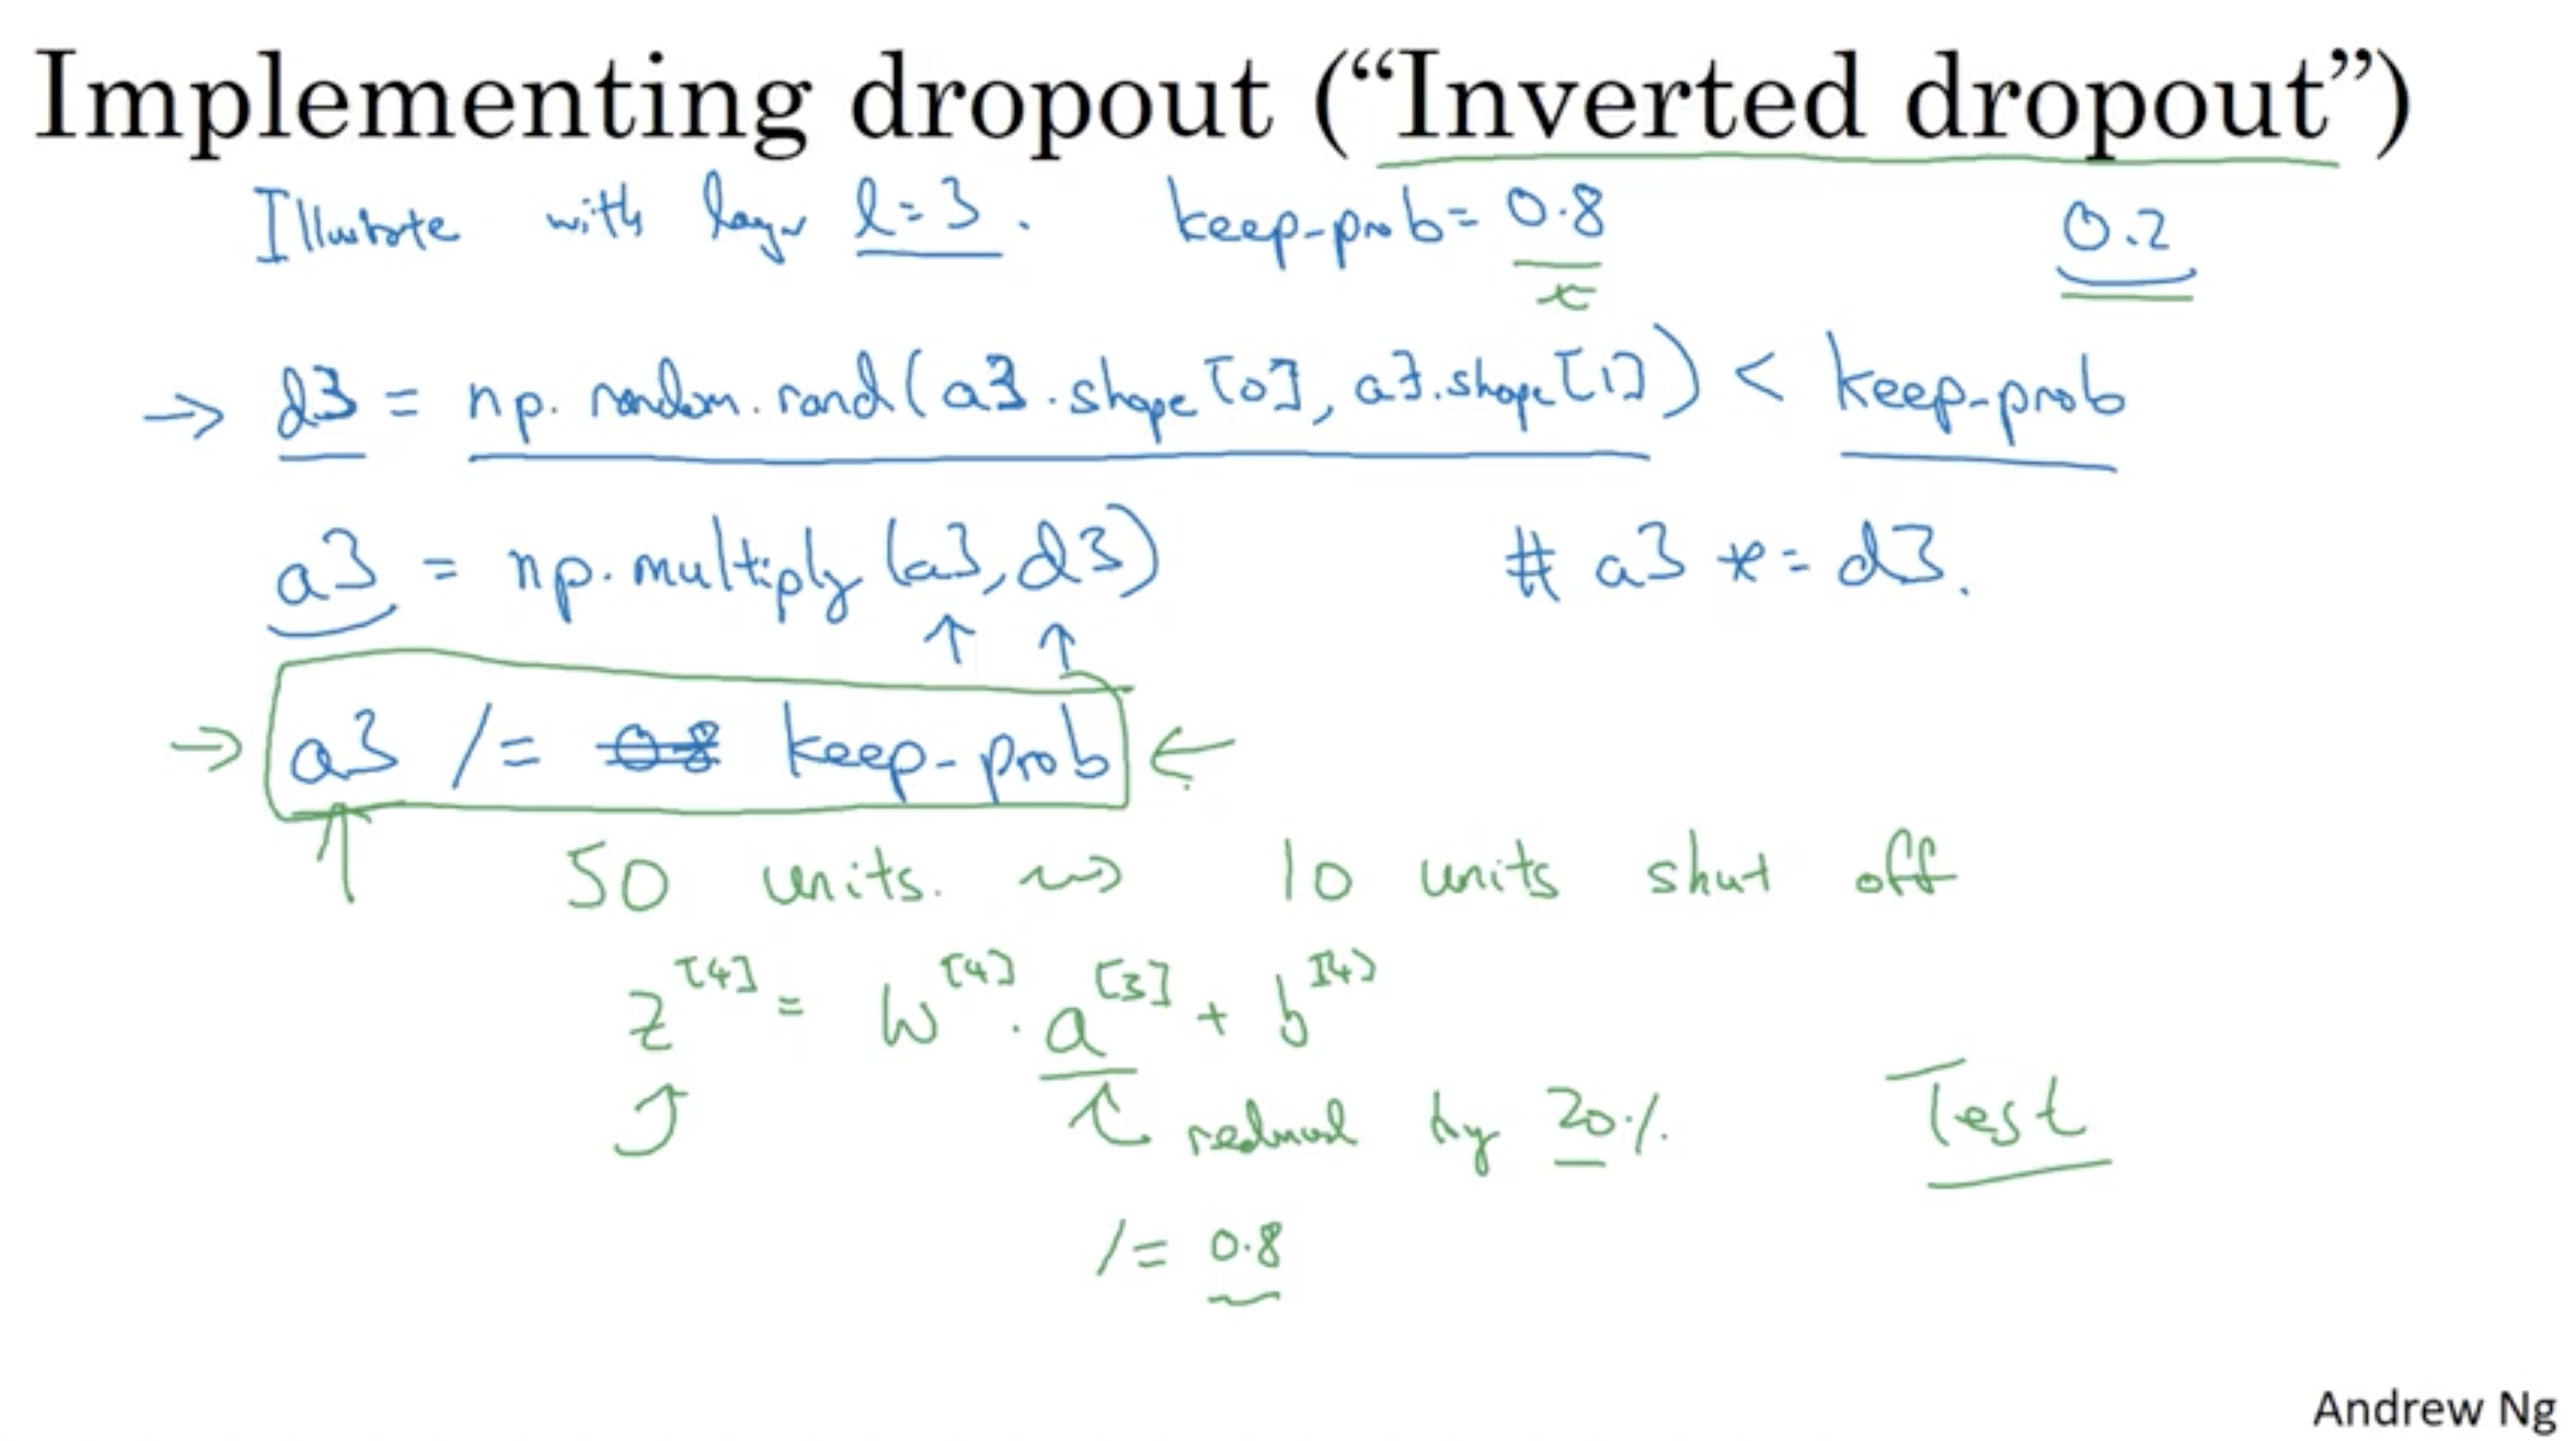 Implementing dropout (“Inverted dropout”)
Illustrate with layer l=3. keep-prob= 0.8 0.2
→ d3 = np.random.rand(a3.shape[0], a3.shape[1]) < keep-prob
a3 = np.multiply(a3, d3) # a3 *= d3.
→ a3 /= 0.8 keep-prob ←
50 units. ⇝ 10 units shut off
z[4] = W[4] · a[3] + b[4]
reduced by 20% Test
/= 0.8
Andrew Ng